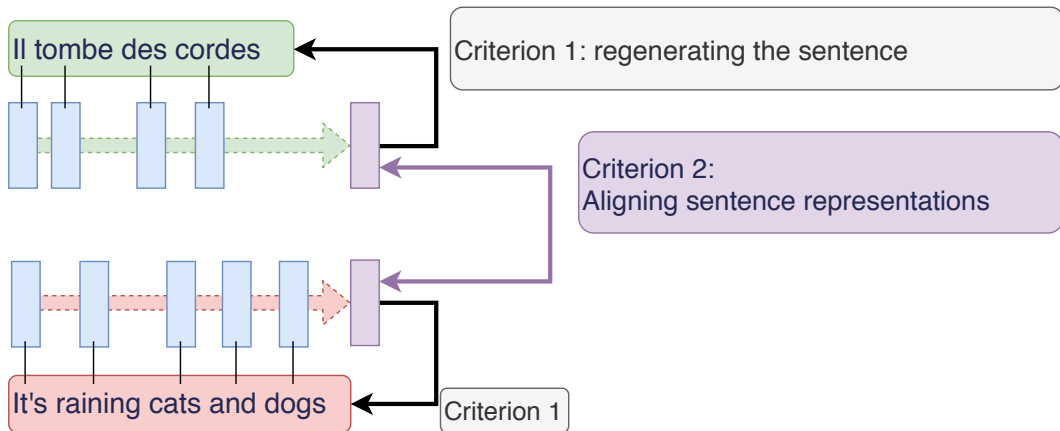 Il tombe des cordes
Criterion 1: regenerating the sentence
Criterion 2:
Aligning sentence representations
It's raining cats and dogs
Criterion 1